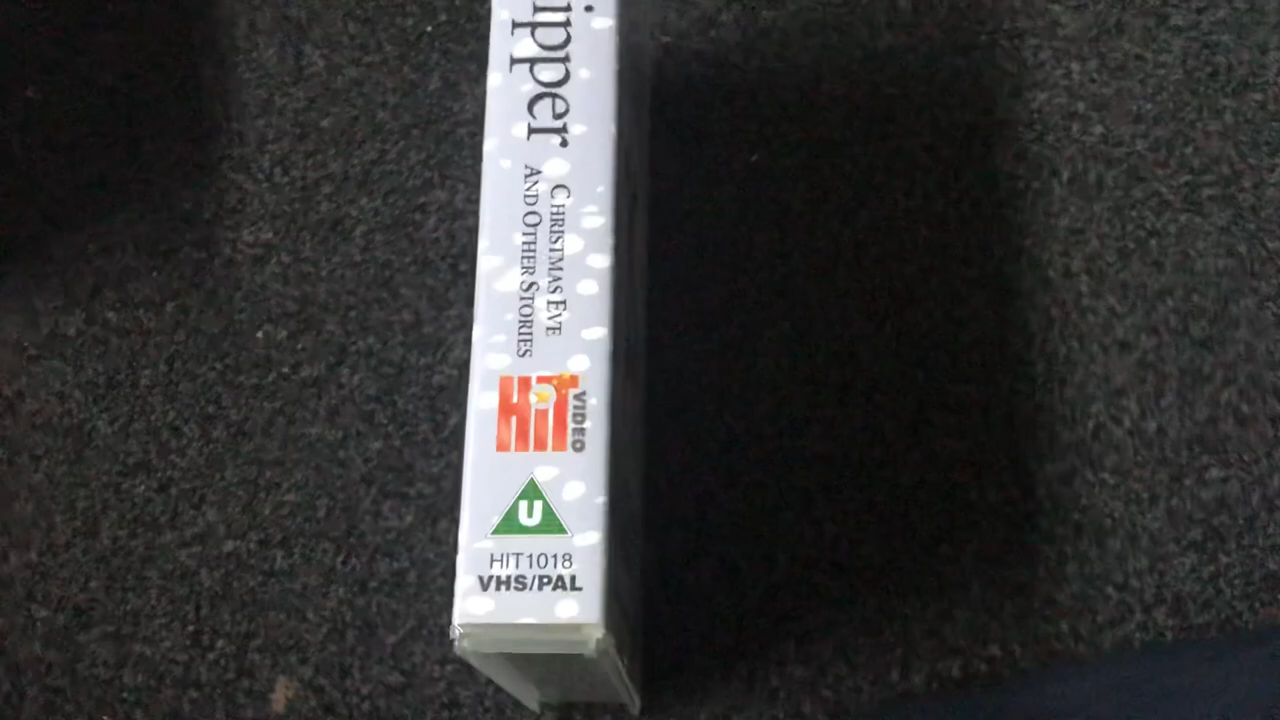 ipper
CHRISTMAS EVE
AND OTHER STORIES
HiT
VIDEO
U
HIT1018
VHS/PAL